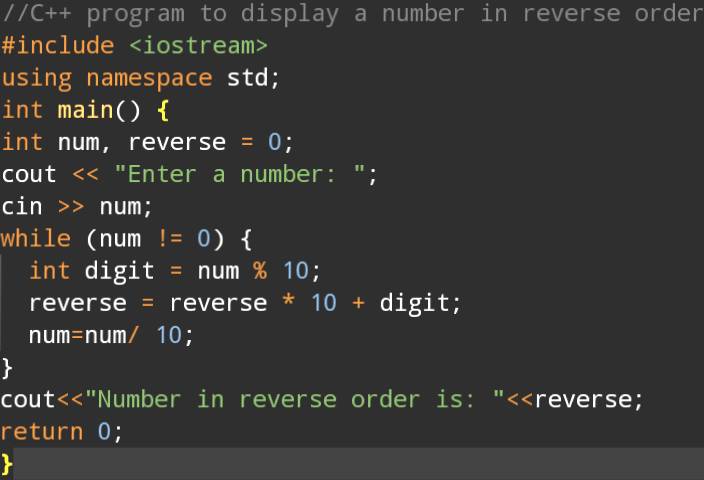 //C++ program to display a number in reverse order
#include <iostream>
using namespace std;
int main() {
int num, reverse = 0;
cout << "Enter a number: ";
cin >> num;
while (num != 0) {
  int digit = num % 10;
  reverse = reverse * 10 + digit;
  num=num/ 10;
}
cout<<"Number in reverse order is: "<<reverse;
return 0;
}